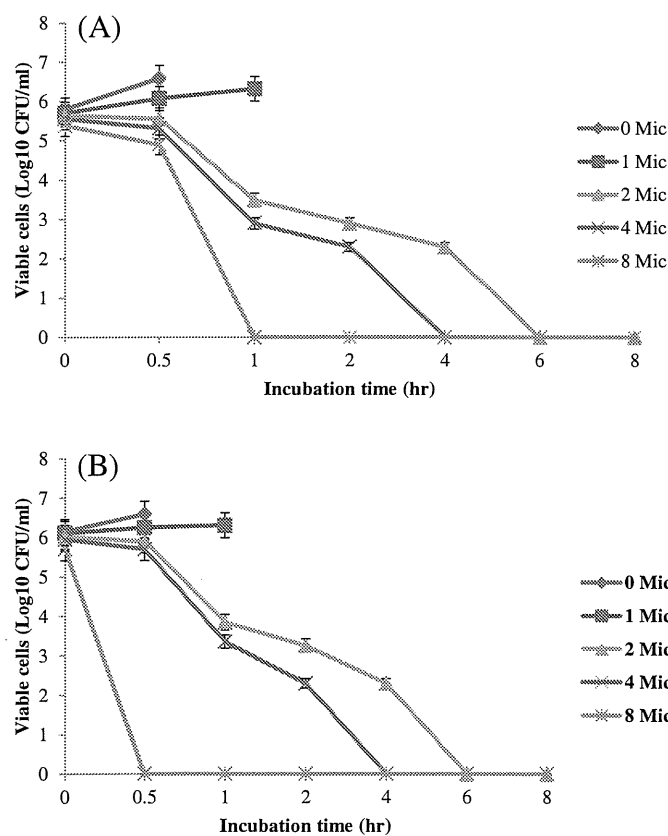 (A)
Viable cells (Log10 CFU/ml)
8
7
6
5
4
3
2
1
0
0 0.5 1 2 4 6 8
Incubation time (hr)
0 Mic
1 Mic
2 Mic
4 Mic
8 Mic
(B)
Viable cells (Log10 CFU/ml)
8
7
6
5
4
3
2
1
0
0 0.5 1 2 4 6 8
Incubation time (hr)
0 Mic
1 Mic
2 Mic
4 Mic
8 Mic